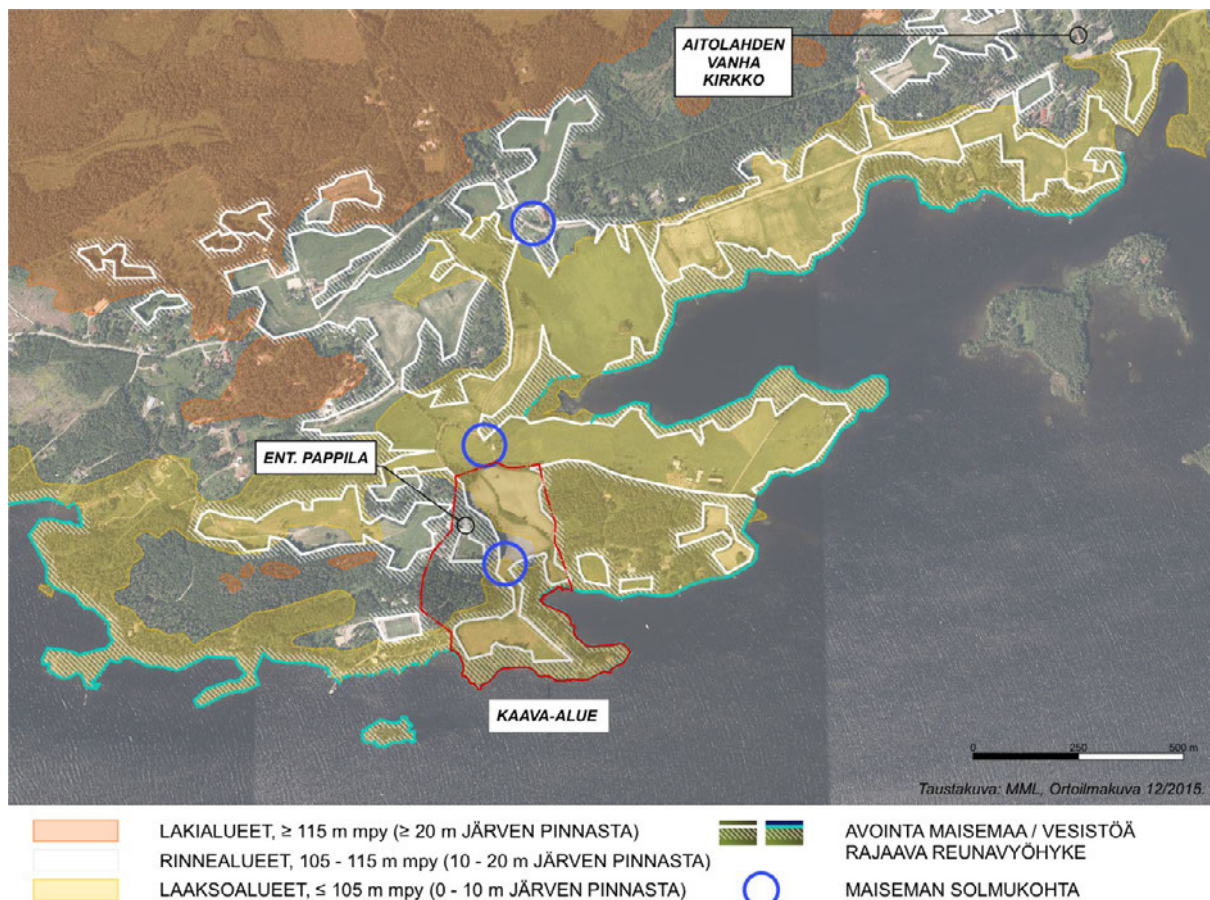 AITOLAHDEN
VANHA
KIRKKO
ENT. PAPPILA
KAAVA-ALUE
0 250 500 m
Taustakuva: MML, Ortoilmakuva 12/2015.
LAKIALUEET, ≥ 115 m mpy (≥ 20 m JÄRVEN PINNASTA)
RINNEALUEET, 105 - 115 m mpy (10 - 20 m JÄRVEN PINNASTA)
LAAKSOALUEET, ≤ 105 m mpy (0 - 10 m JÄRVEN PINNASTA)
AVOINTA MAISEMAA / VESISTÖÄ
RAJAAVA REUNAVYÖHYKE
MAISEMAN SOLMUKOHTA